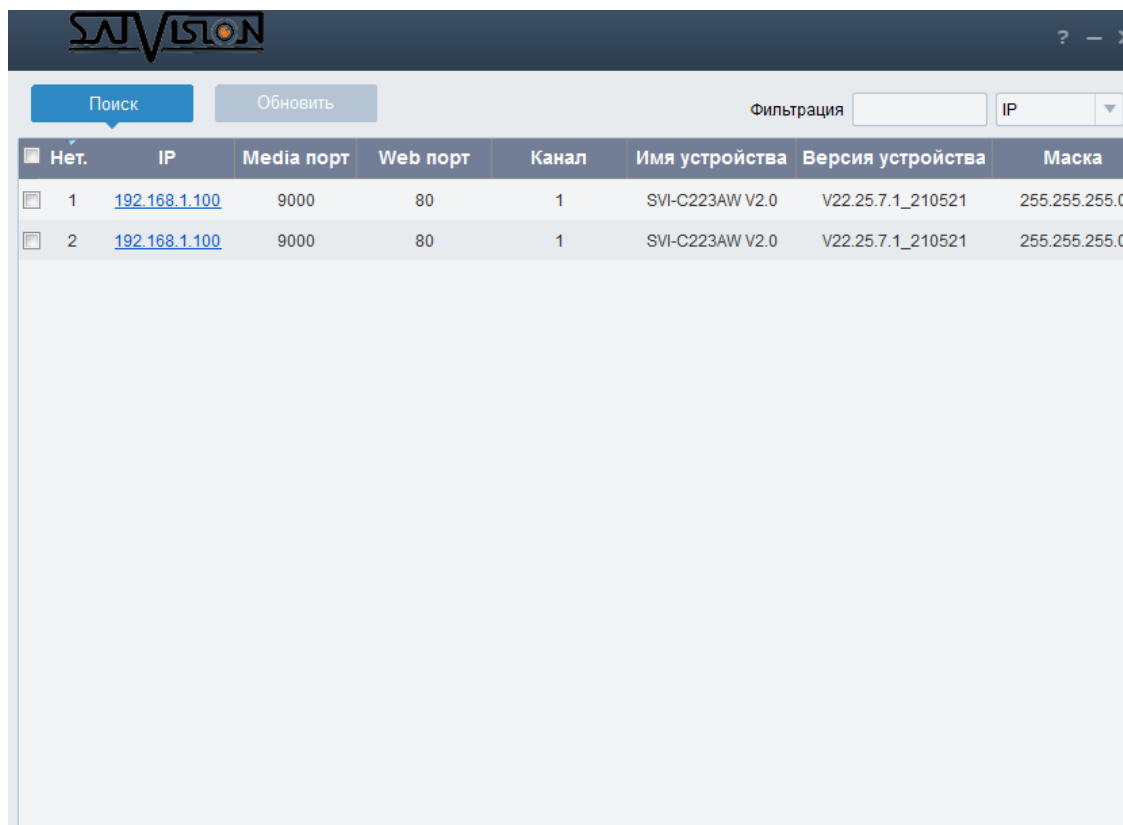 SATVISION
? —
Поиск Обновить Фильтрация IP
Нет. IP Media порт Web порт Канал Имя устройства Версия устройства Маска
1 192.168.1.100 9000 80 1 SVI-C223AW V2.0 V22.25.7.1_210521 255.255.255.0
2 192.168.1.100 9000 80 1 SVI-C223AW V2.0 V22.25.7.1_210521 255.255.255.0